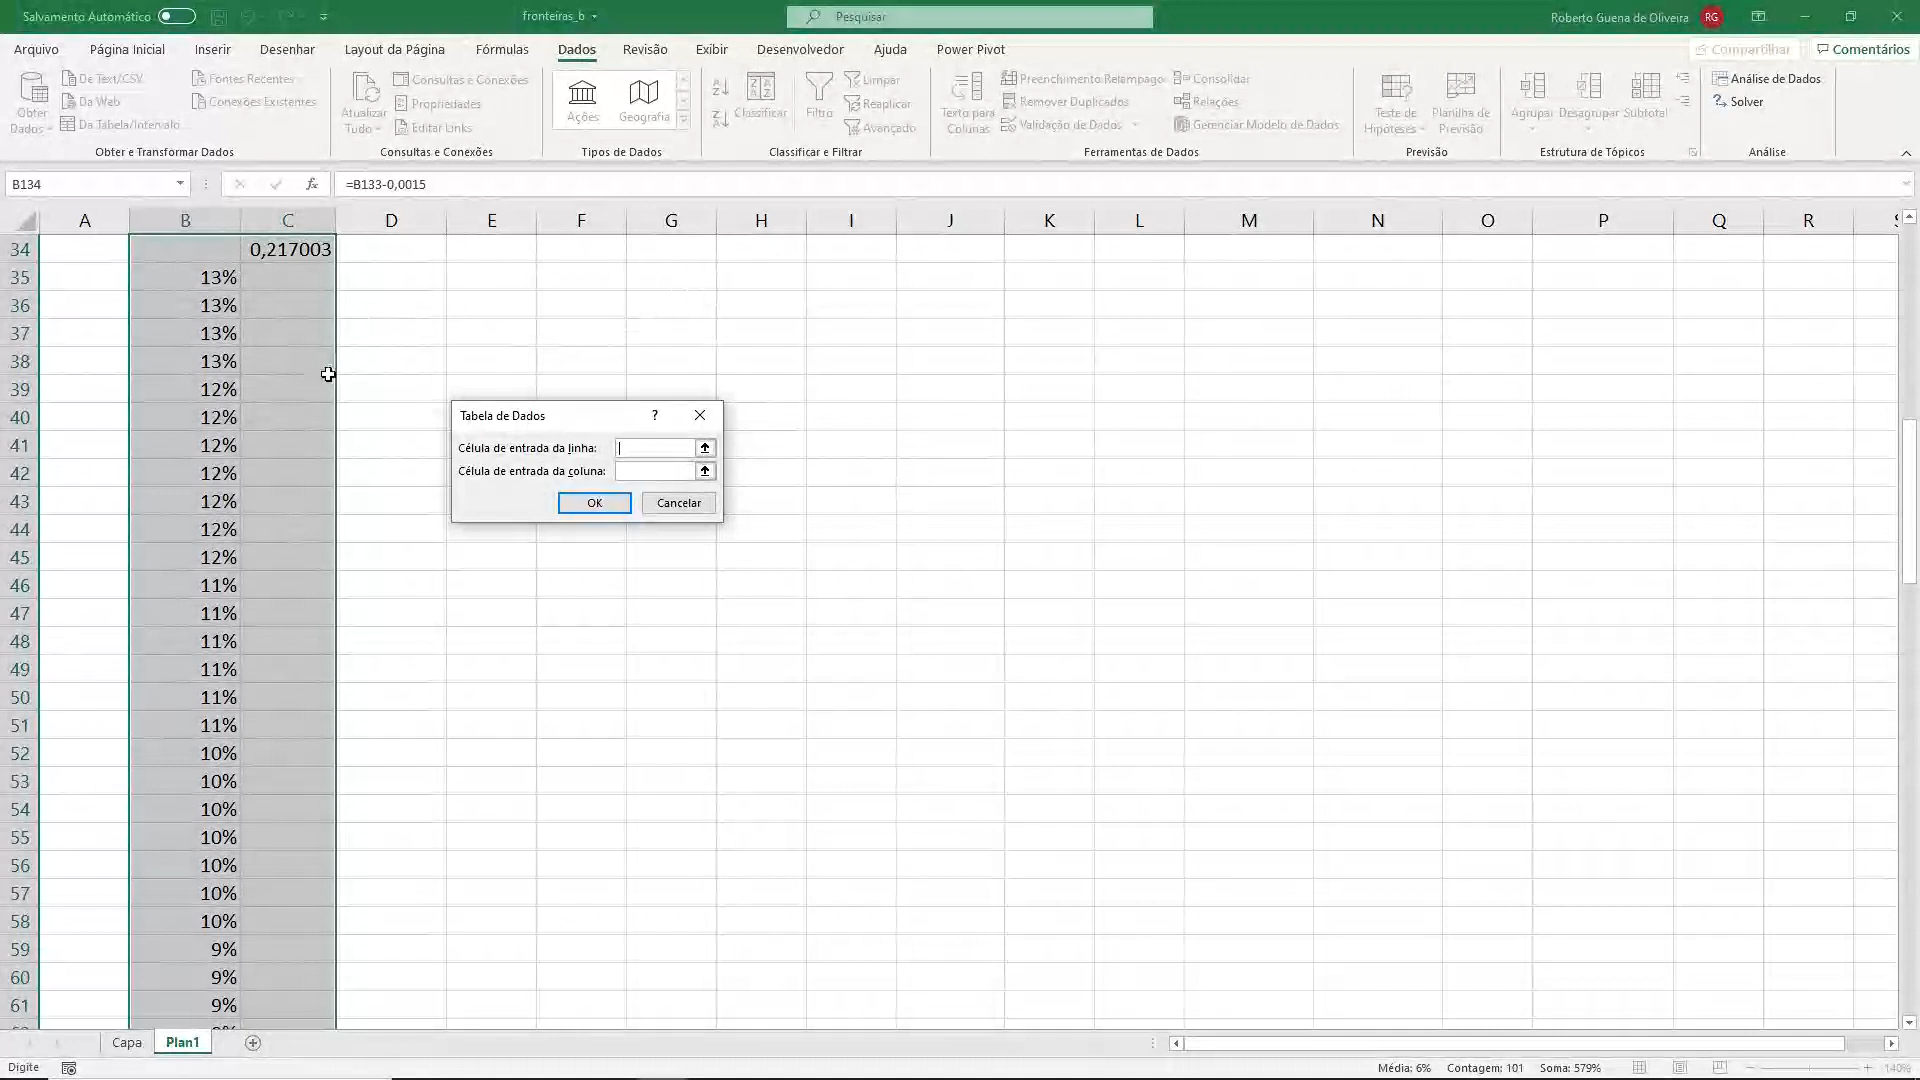 Salvamento Automático
fronteiras_b
Pesquisar
Roberto Guena de Oliveira RG
Arquivo Página Inicial Inserir Desenhar Layout da Página Fórmulas Dados Revisão Exibir Desenvolvedor Ajuda Power Pivot Compartilhar Comentários
Obter Dados
De Text/CSV
Da Web
Da Tabela/Intervalo
Fontes Recentes
Conexões Existentes
Obter e Transformar Dados
Atualizar Tudo
Consultas e Conexões
Propriedades
Editar Links
Consultas e Conexões
Ações
Geografia
Tipos de Dados
Classificar
Filtro
Limpar
Reaplicar
Avançado
Classificar e Filtrar
Texto para Colunas
Preenchimento Relâmpago
Remover Duplicados
Validação de Dados
Consolidar
Relações
Gerenciar Modelo de Dados
Ferramentas de Dados
Teste de Hipóteses
Planilha de Previsão
Previsão
Agrupar
Desagrupar
Subtotal
Estrutura de Tópicos
Análise de Dados
Solver
Análise
B134 fx =B133-0,0015
A B C D E F G H I J K L M N O P Q R
34 0,217003
35 13%
36 13%
37 13%
38 13%
39 12%
40 12%
41 12%
42 12%
43 12%
44 12%
45 12%
46 11%
47 11%
48 11%
49 11%
50 11%
51 11%
52 10%
53 10%
54 10%
55 10%
56 10%
57 10%
58 10%
59 9%
60 9%
61 9%
Tabela de Dados ?
Célula de entrada da linha:
Célula de entrada da coluna:
OK Cancelar
Capa Plan1
Digite
Média: 6% Contagem: 101 Soma: 579% 140%